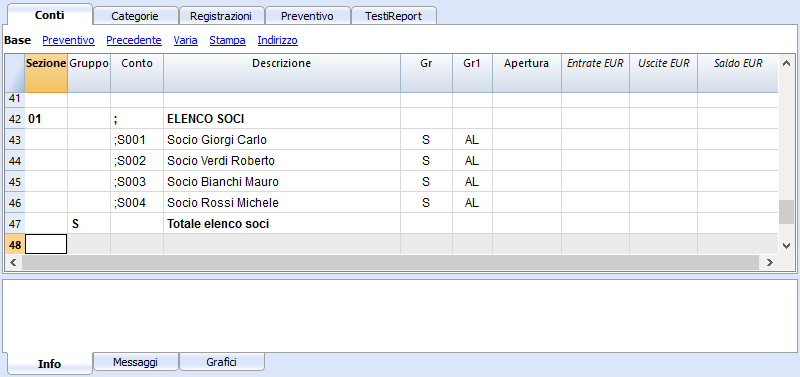 Conti Categorie Registrazioni Preventivo TestiReport
Base Preventivo Precedente Varia Stampa Indirizzo
Sezione Gruppo Conto Descrizione Gr Gr1 Apertura Entrate EUR Uscite EUR Saldo EUR
41
42 01 ; ELENCO SOCI
43 ;S001 Socio Giorgi Carlo S AL
44 ;S002 Socio Verdi Roberto S AL
45 ;S003 Socio Bianchi Mauro S AL
46 ;S004 Socio Rossi Michele S AL
47 S Totale elenco soci
48
Info Messaggi Grafici